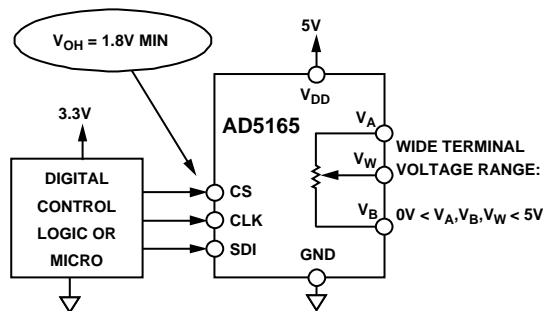 V_OH = 1.8V MIN
5V
V_DD
3.3V
AD5165
V_A
V_W
V_B
WIDE TERMINAL
VOLTAGE RANGE:
0V < V_A,V_B,V_W < 5V
DIGITAL
CONTROL
LOGIC OR
MICRO
CS
CLK
SDI
GND